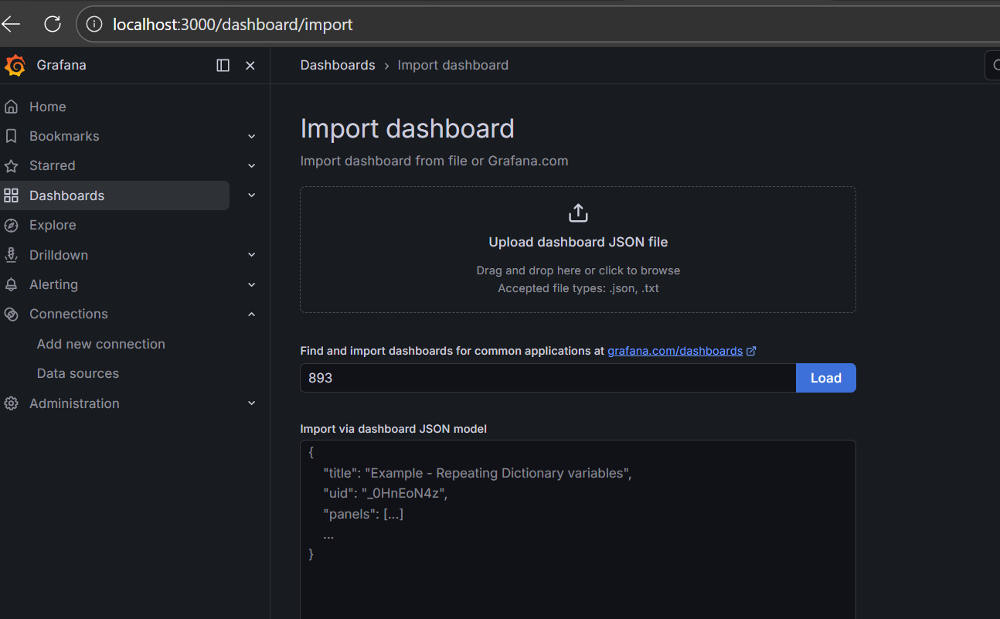 localhost:3000/dashboard/import
Grafana
Dashboards › Import dashboard
Home
Bookmarks
Starred
Dashboards
Explore
Drilldown
Alerting
Connections
Add new connection
Data sources
Administration
Import dashboard
Import dashboard from file or Grafana.com
Upload dashboard JSON file
Drag and drop here or click to browse
Accepted file types: .json, .txt
Find and import dashboards for common applications at grafana.com/dashboards
893
Load
Import via dashboard JSON model
{
"title": "Example - Repeating Dictionary variables",
"uid": "_0HnEoN4z",
"panels": [...]
...
}